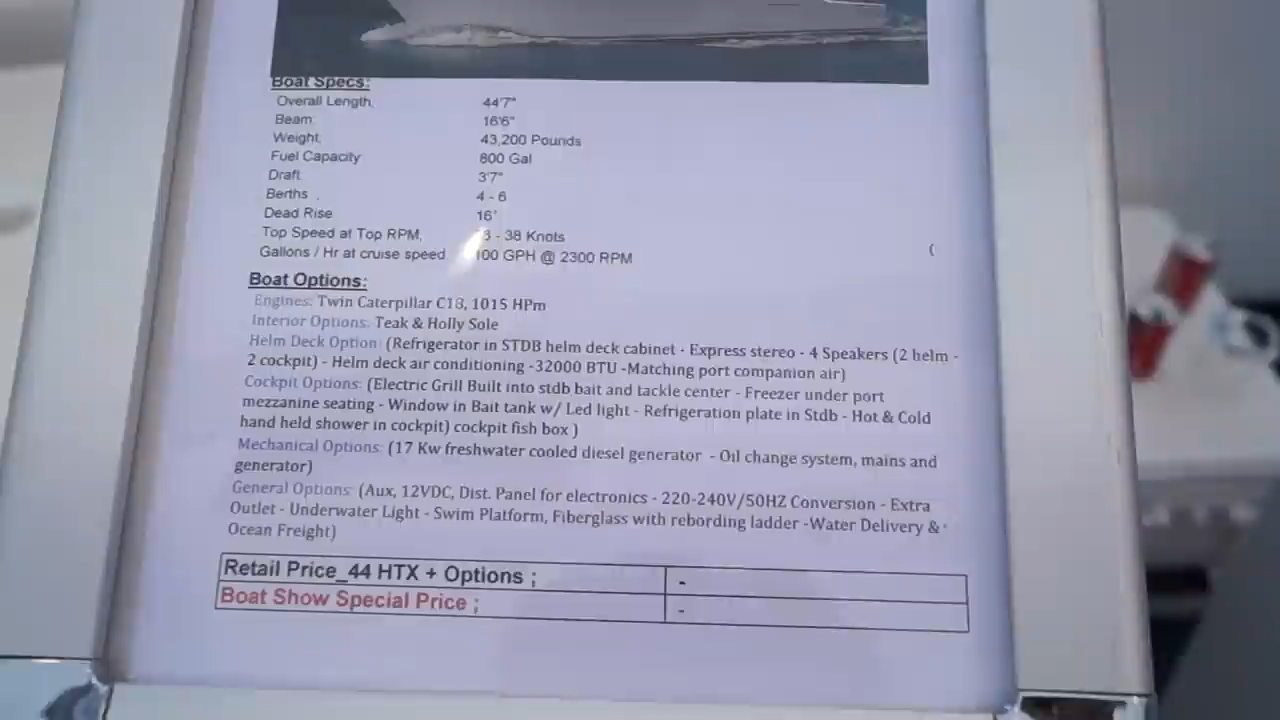 Boat Specs:
Overall Length, 44'7"
Beam 16'6"
Weight, 43,200 Pounds
Fuel Capacity 800 Gal
Draft 3'7"
Berths . 4 - 6
Dead Rise 16'
Top Speed at Top RPM, - 38 Knots
Gallons / Hr at cruise speed 100 GPH @ 2300 RPM
(
Boat Options:
Engines: Twin Caterpillar C18, 1015 HPm
Interior Options: Teak & Holly Sole
Helm Deck Option: (Refrigerator in STDB helm deck cabinet - Express stereo - 4 Speakers (2 helm -
2 cockpit) - Helm deck air conditioning -32000 BTU -Matching port companion air)
Cockpit Options: (Electric Grill Built into stdb bait and tackle center - Freezer under port
mezzanine seating - Window in Bait tank w/ Led light - Refrigeration plate in Stdb - Hot & Cold
hand held shower in cockpit) cockpit fish box )
Mechanical Options: (17 Kw freshwater cooled diesel generator - Oil change system, mains and
generator)
General Options: (Aux, 12VDC, Dist. Panel for electronics - 220-240V/50HZ Conversion - Extra
Outlet - Underwater Light - Swim Platform, Fiberglass with rebording ladder -Water Delivery &
Ocean Freight)
Retail Price_44 HTX + Options ; -
Boat Show Special Price ; -